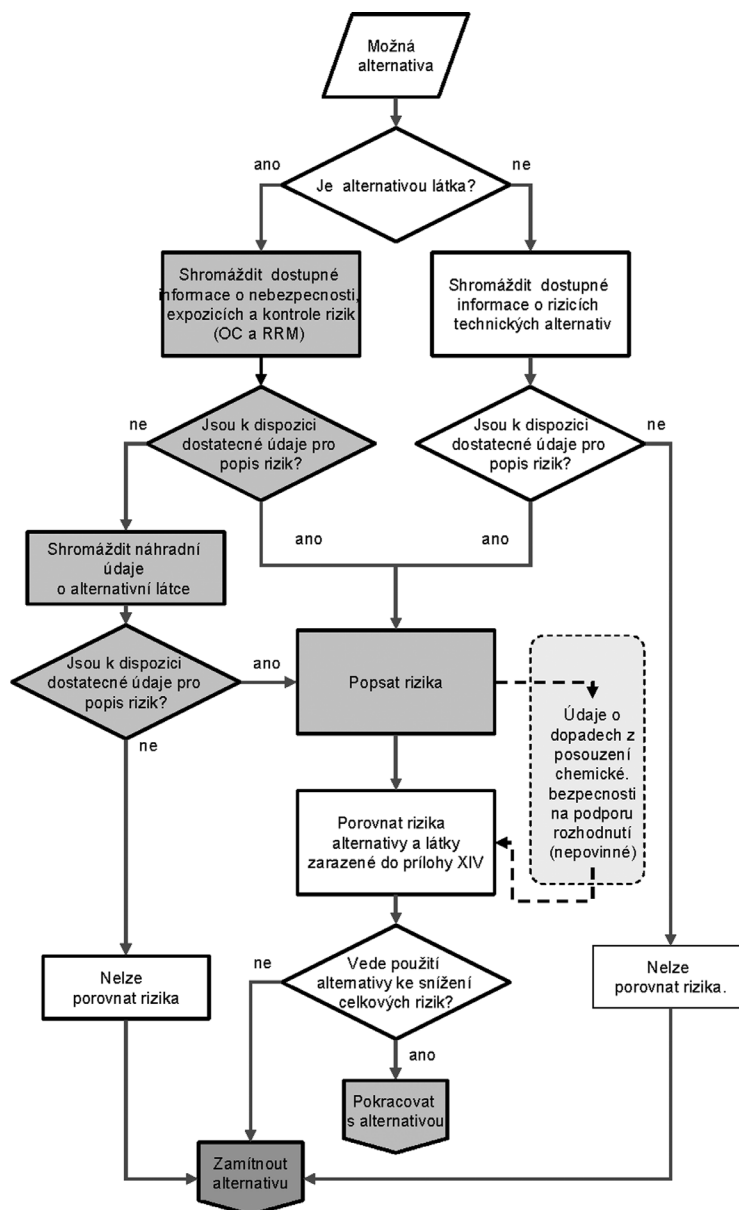 Možná
alternativa
ano
ne
Je alternativou látka?
Shromáždit dostupné
informace o nebezpecnosti,
expozicích a kontrole rizik
(OC a RRM)
Shromáždit dostupné
informace o rizicích
technických alternativ
ne
Jsou k dispozici
dostatecné údaje pro
popis rizik?
Jsou k dispozici
dostatecné údaje pro
popis rizik?
ne
ano
ano
Shromáždit náhradní
údaje
o alternativní látce
Jsou k dispozici
dostatecné údaje pro
popis rizik?
ano
Popsat rizika
ne
Údaje o
dopadech z
posouzení
chemické.
bezpecnosti
na podporu
rozhodnutí
(nepovinné)
Porovnat rizika
alternativy a látky
zarazené do prílohy XIV
Nelze
porovnat rizika
ne
Vede použití
alternativy ke snížení
celkových rizik?
Nelze
porovnat rizika.
ano
Pokracovat
s alternativou
Zamítnout
alternativu